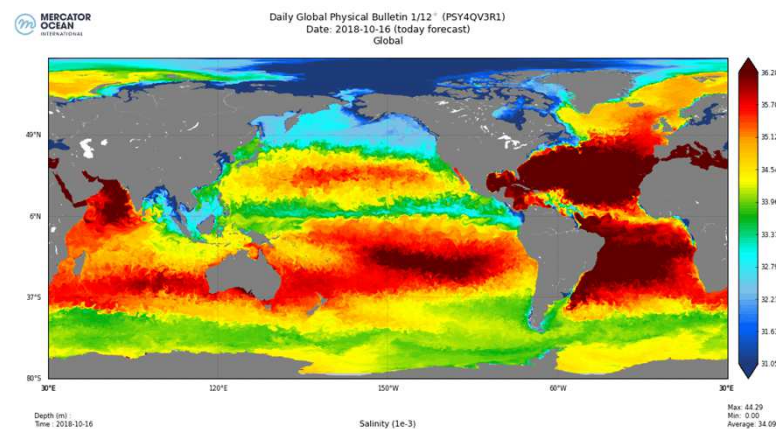 MERCATOR
OCEAN
INTERNATIONAL
Daily Global Physical Bulletin 1/12° (PSY4QV3R1)
Date: 2018-10-16 (today forecast)
Global
49°N
6°N
37°S
80°S
30°E
120°E
150°W
60°W
30°E
36.28
35.70
35.12
34.54
33.96
33.37
32.79
32.21
31.63
31.05
Depth (m) :
Time : 2018-10-16
Salinity (1e-3)
Max: 44.29
Min: 0.00
Average: 34.09